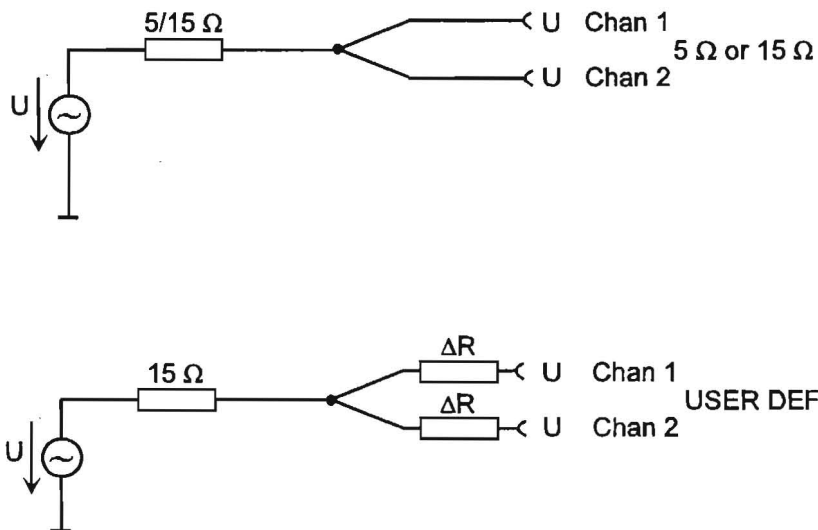 5/15 Ω
U Chan 1
5 Ω or 15 Ω
U Chan 2
U
~
ΔR
15 Ω
U Chan 1
USER DEF
ΔR
U Chan 2
U
~